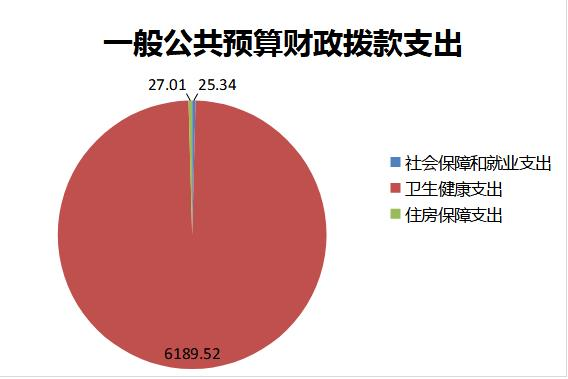 一般公共预算财政拨款支出
27.01 25.34
社会保障和就业支出
卫生健康支出
住房保障支出
6189.52